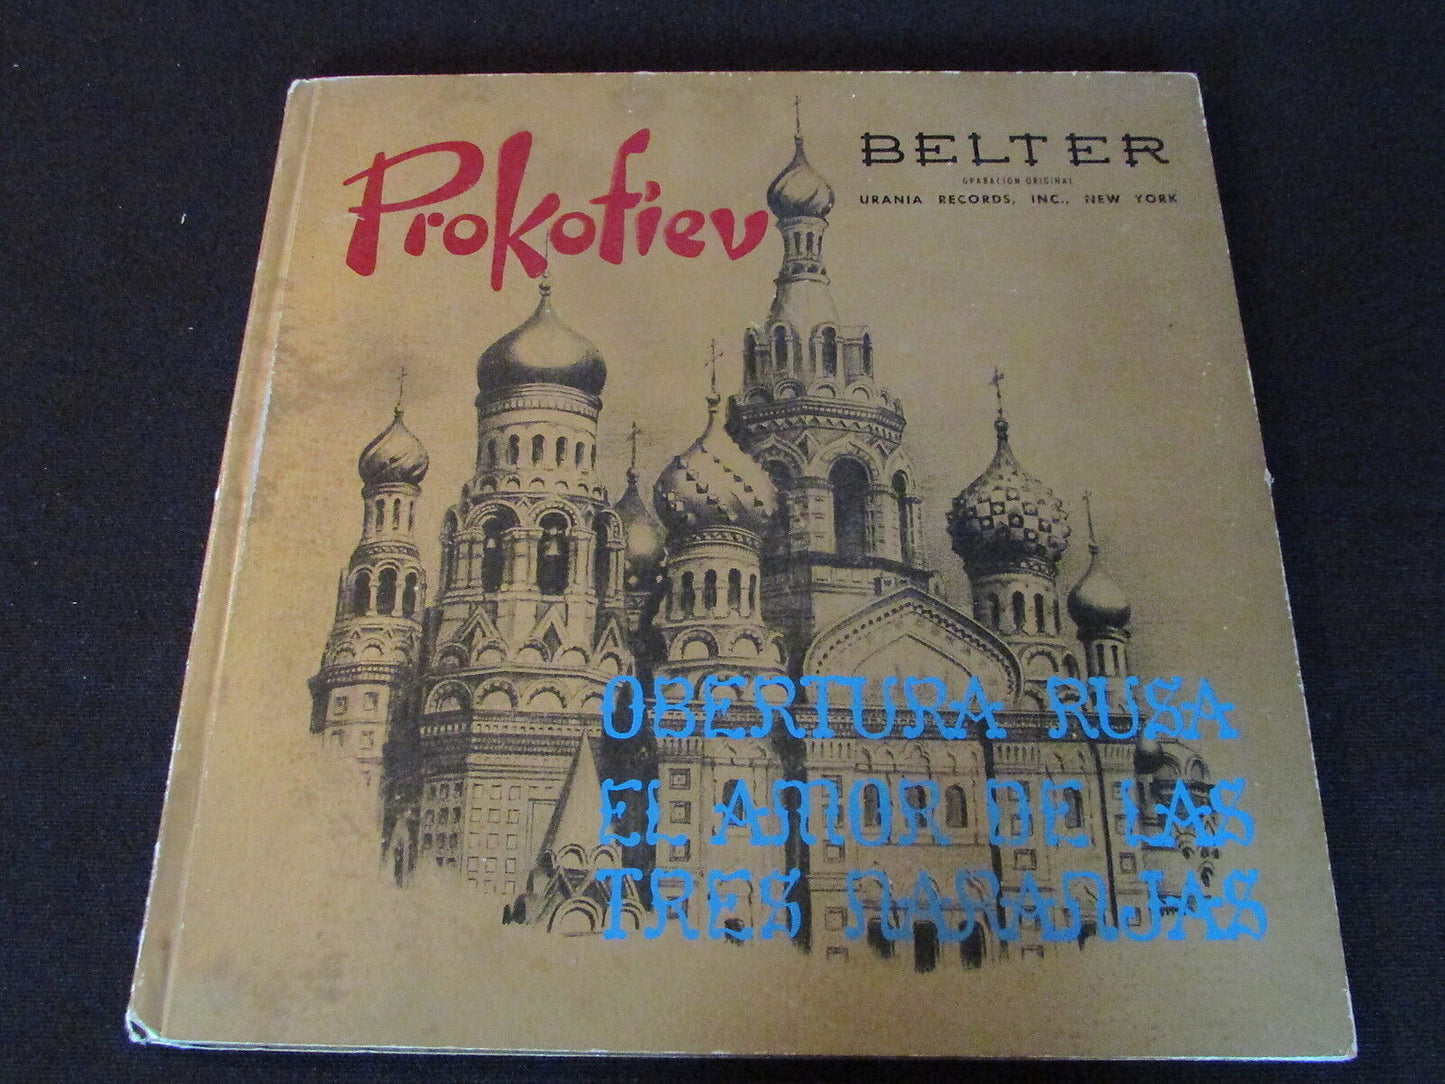 Prokofiev
BELTER
GRABACION ORIGINAL
URANIA RECORDS, INC., NEW YORK
OBERTURA RUSA
EL AMOR DE LAS
TRES NARANJAS